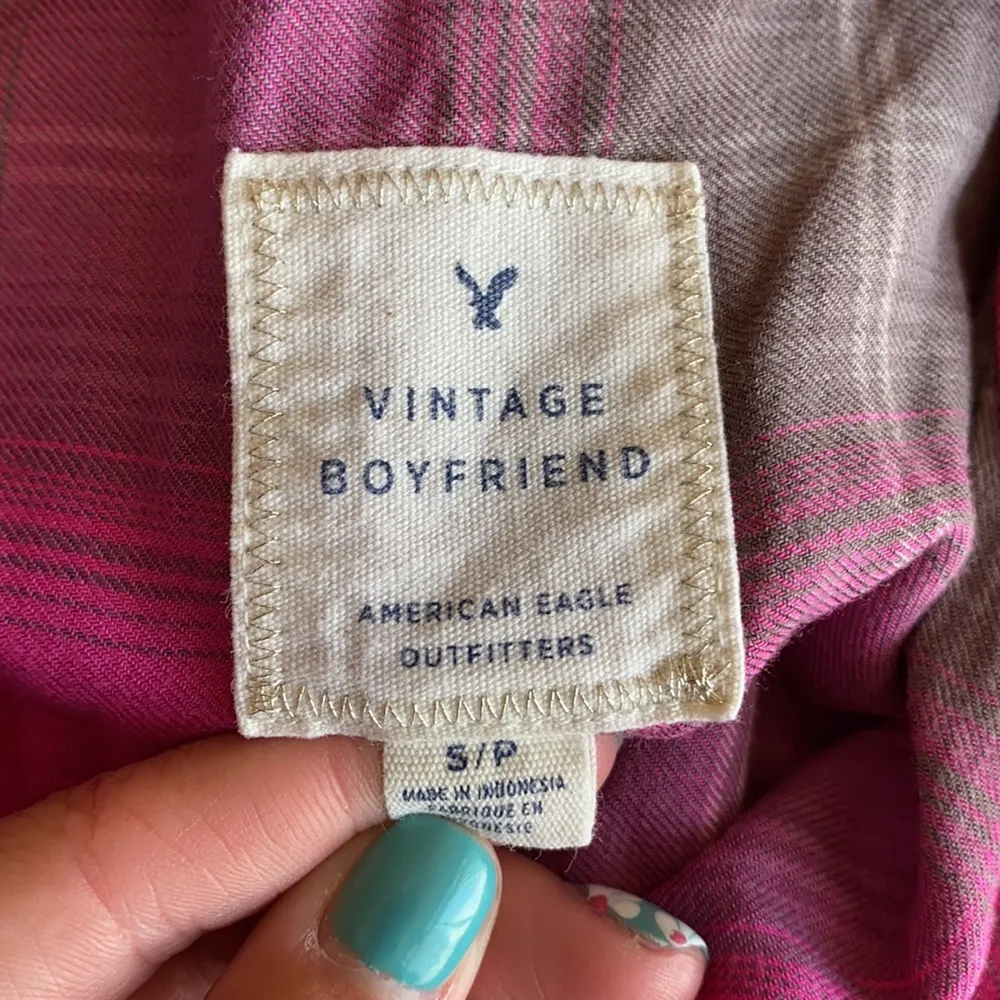 VINTAGE
BOYFRIEND
AMERICAN EAGLE
OUTFITTERS
S/P
MADE IN INDONESIA
FABRIQUE EN